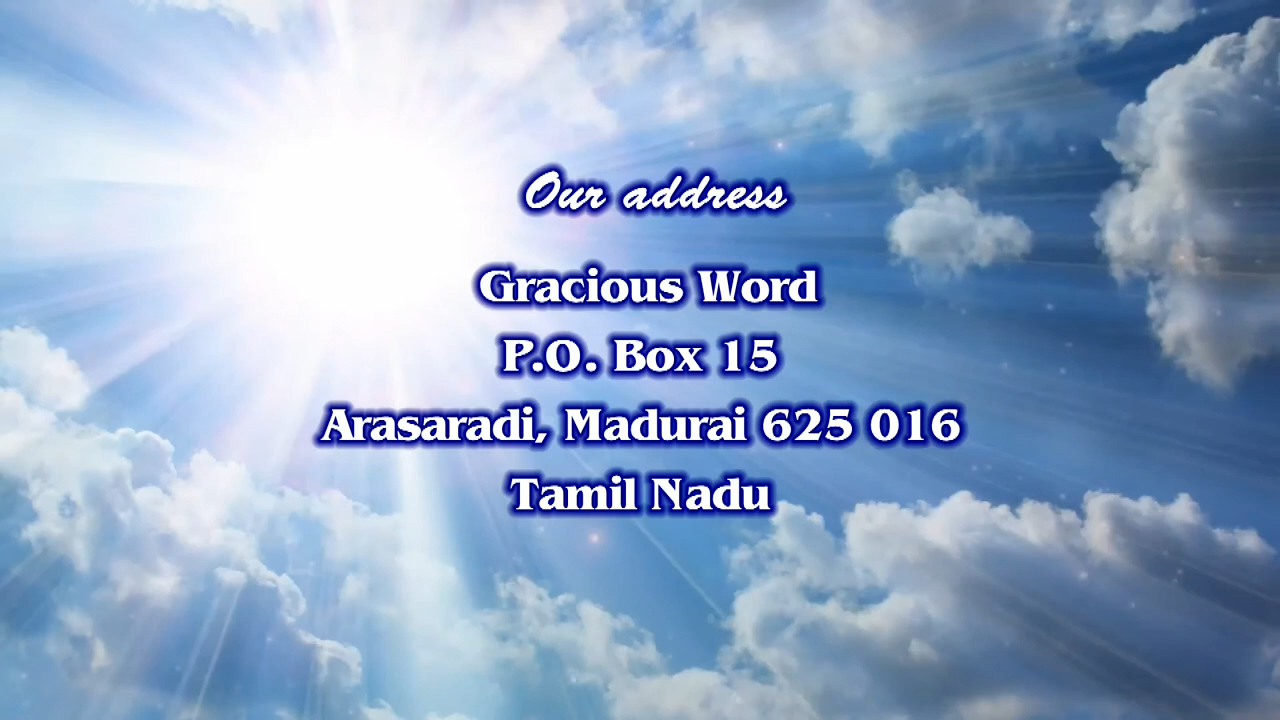 Our address
Gracious Word
P.O. Box 15
Arasaradi, Madurai 625 016
Tamil Nadu